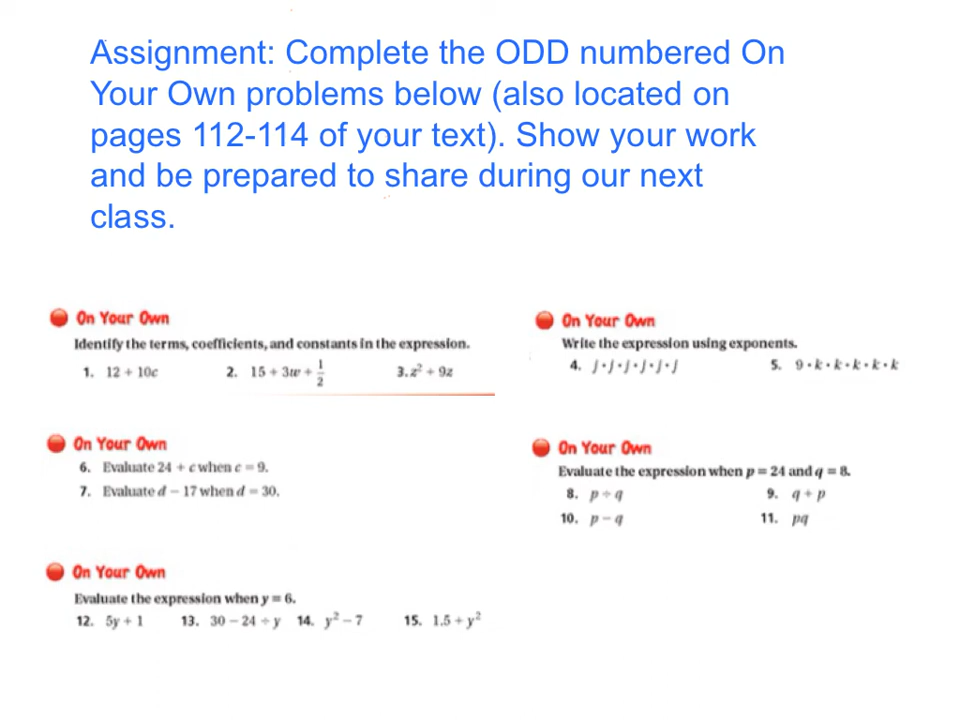 Assignment: Complete the ODD numbered On
Your Own problems below (also located on
pages 112-114 of your text). Show your work
and be prepared to share during our next
class.
On Your Own
Identify the terms, coefficients, and constants in the expression.
1. 12 + 10c 2. 15 + 3w + 1/2 3. z² + 9z
On Your Own
Write the expression using exponents.
4. j • j • j • j • j • j 5. 9 • k • k • k • k • k
On Your Own
6. Evaluate 24 + c when c = 9.
7. Evaluate d − 17 when d = 30.
On Your Own
Evaluate the expression when p = 24 and q = 8.
8. p ÷ q 9. q + p
10. p − q 11. pq
On Your Own
Evaluate the expression when y = 6.
12. 5y + 1 13. 30 − 24 ÷ y 14. y² − 7 15. 1.5 + y²